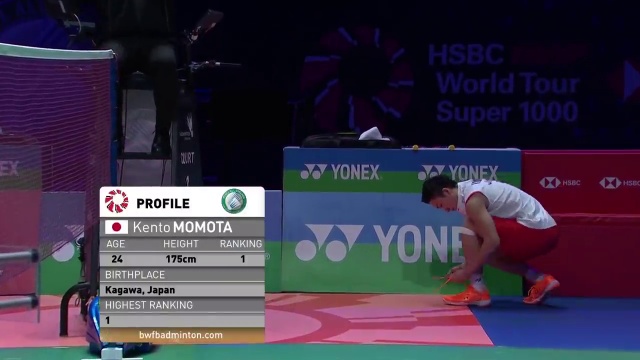 HSBC
World Tour
Super 1000
YONEX
YONEX
YONEX
HSBC
HSBC
PROFILE
Kento MOMOTA
AGE
HEIGHT
RANKING
24
175cm
1
BIRTHPLACE
Kagawa, Japan
HIGHEST RANKING
1
bwfbadminton.com